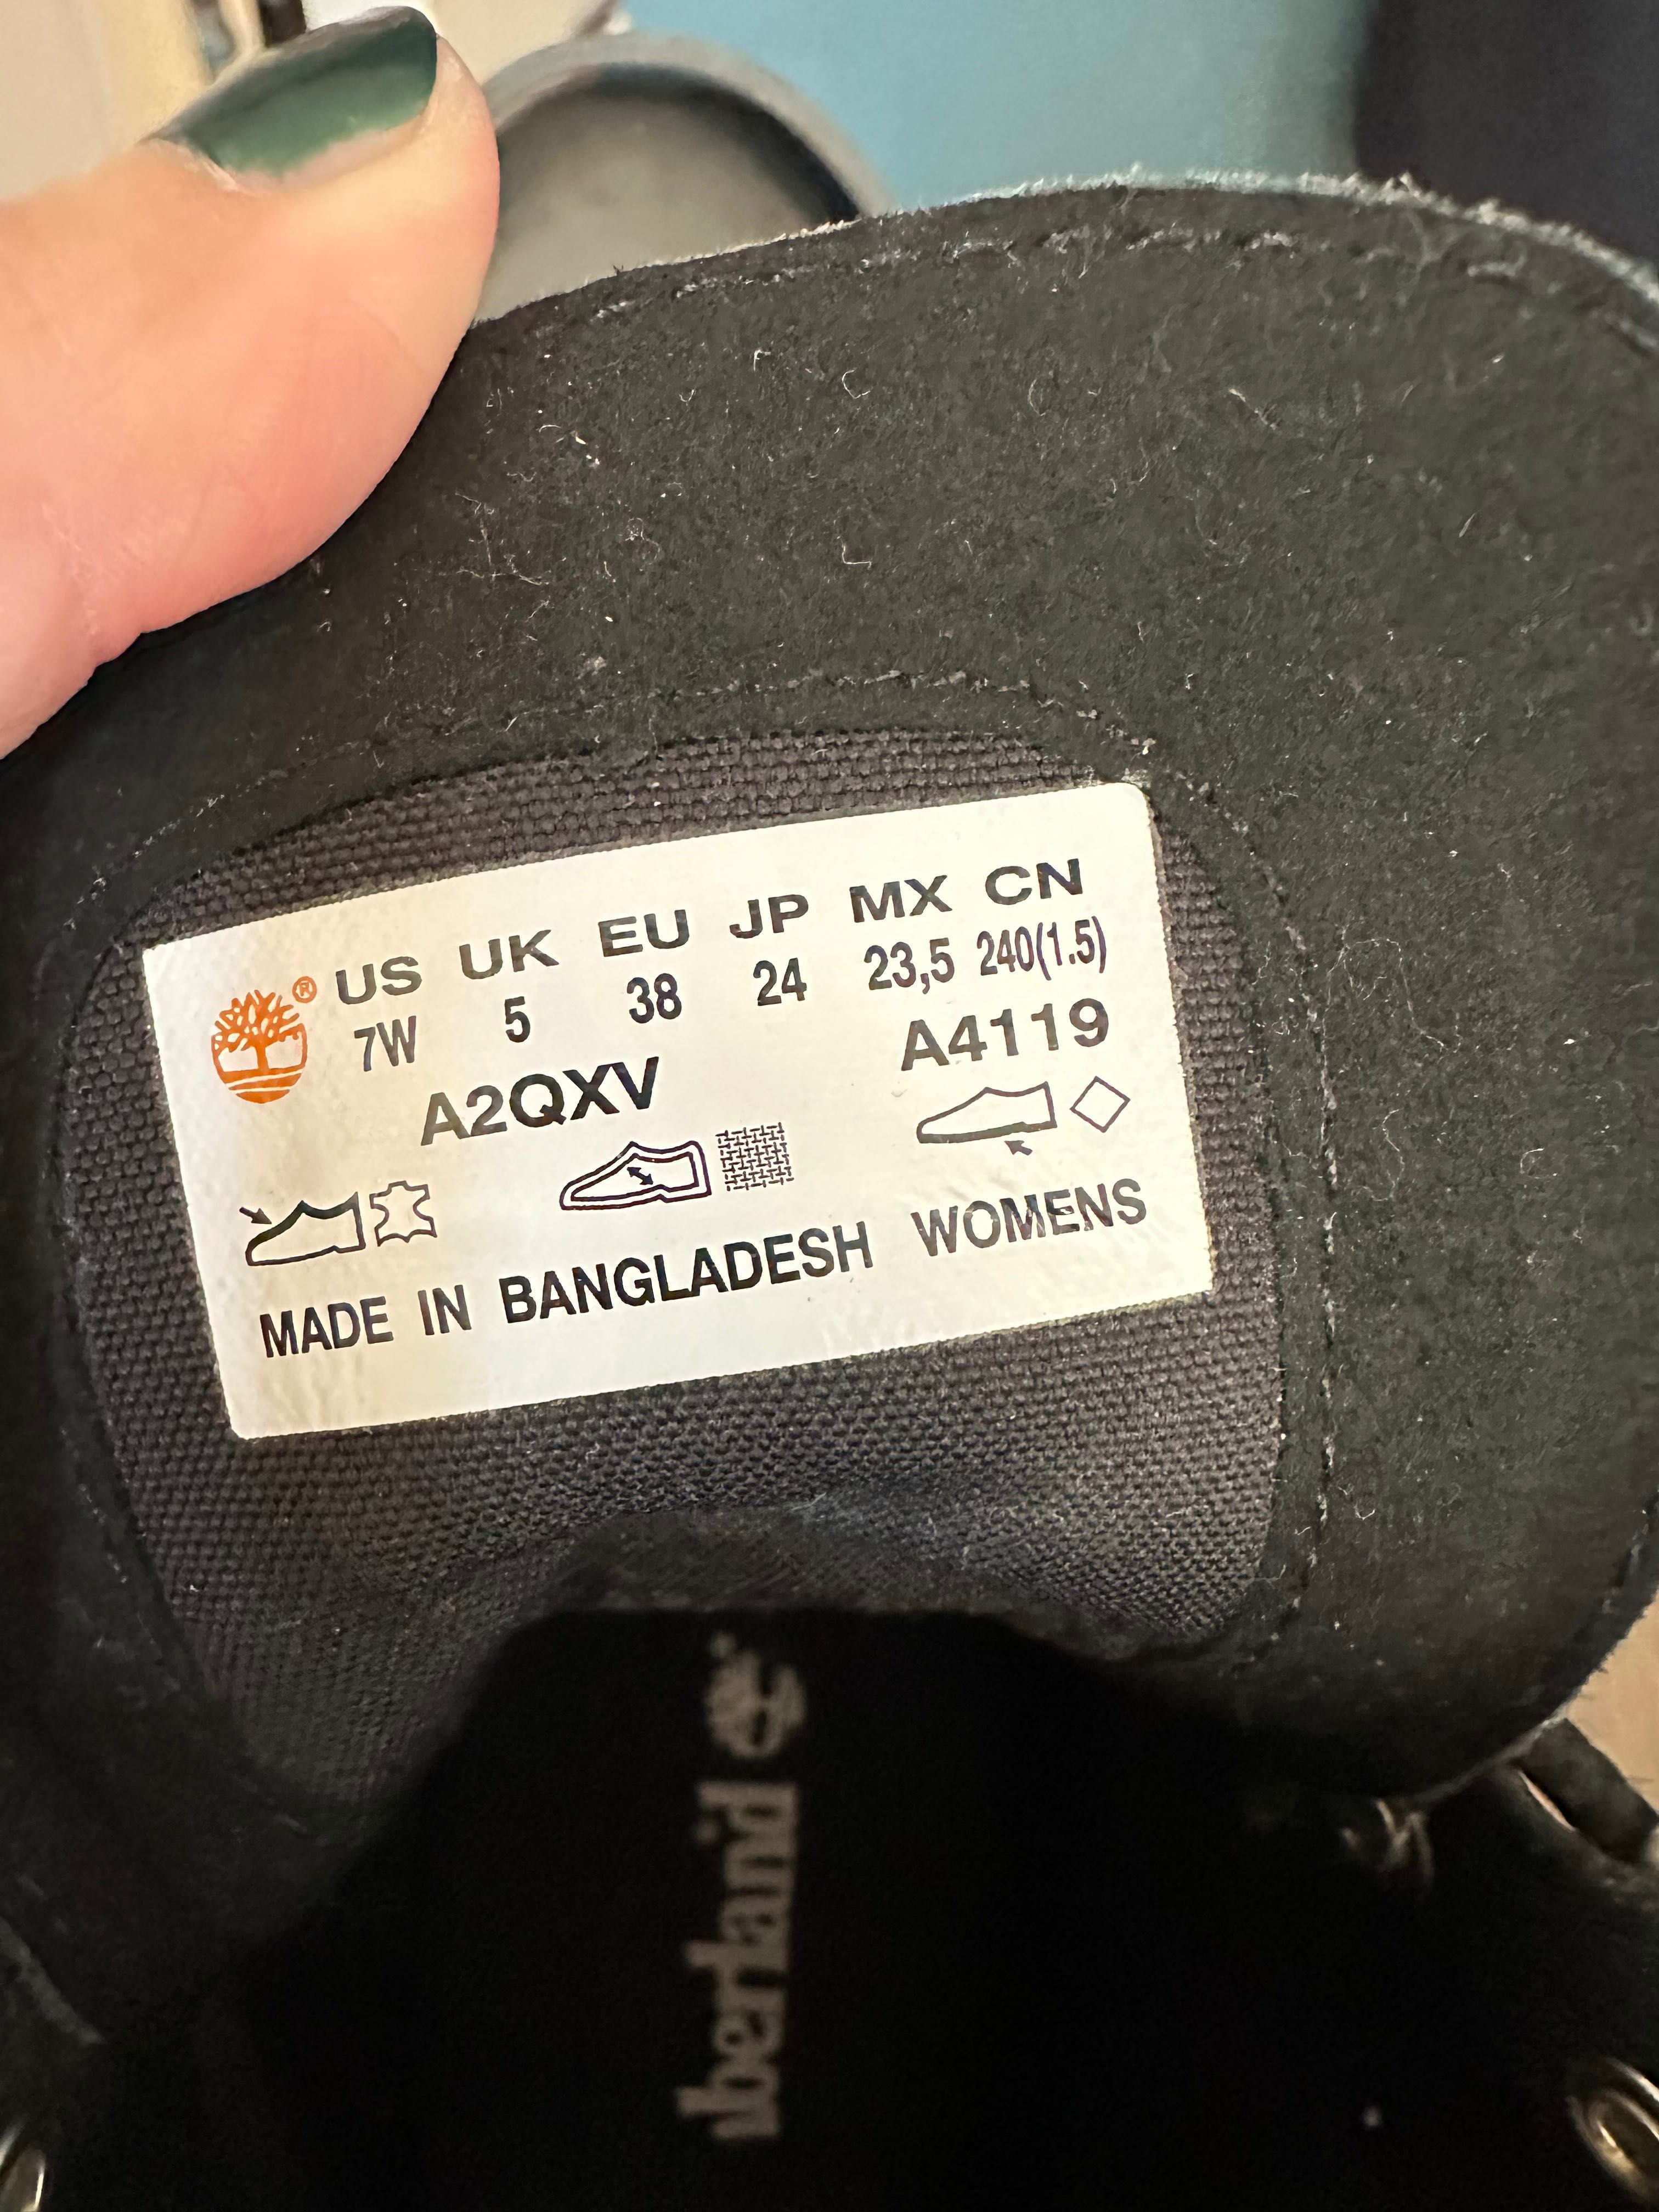 US UK EU JP MX CN
7W 5 38 24 23,5 240(1.5)
A2QXV A4119
MADE IN BANGLADESH WOMENS
®